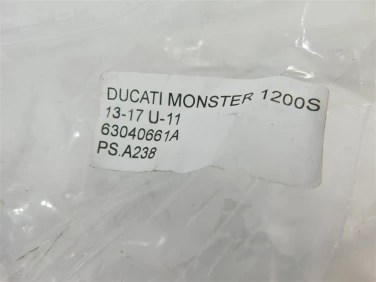 DUCATI MONSTER 1200S
13-17 U-11
63040661A
PS.A238